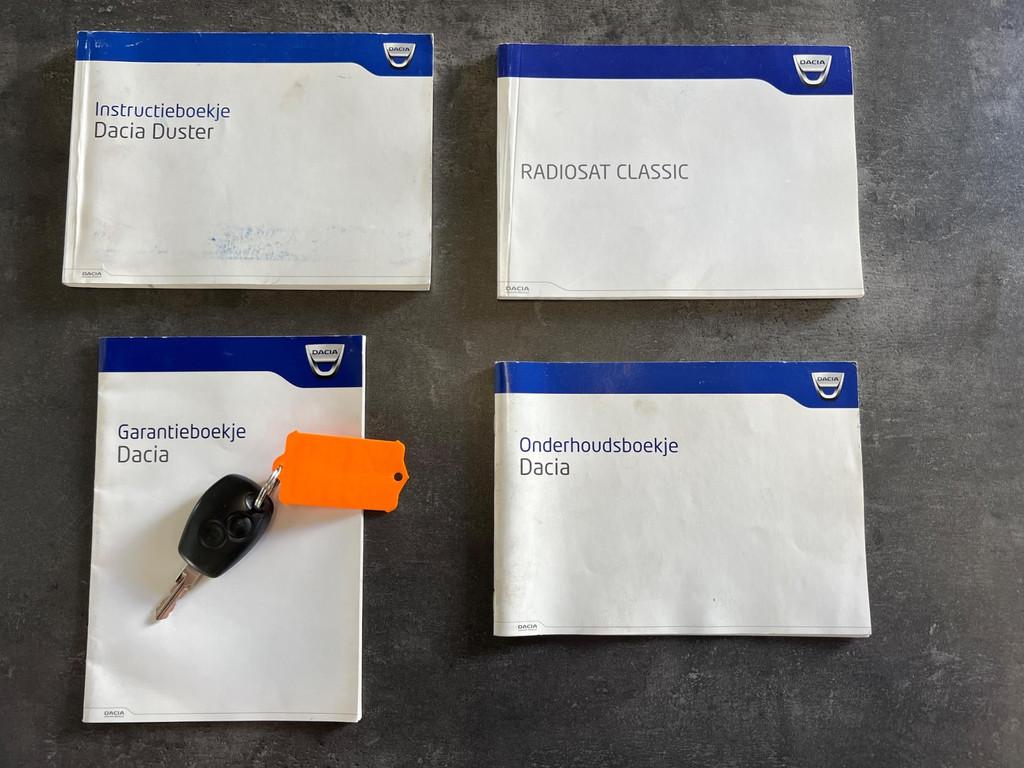 DACIA
Instructieboekje
Dacia Duster
DACIA
DACIA
RADIOSAT CLASSIC
DACIA
DACIA
Garantieboekje
Dacia
DACIA
DACIA
Onderhoudsboekje
Dacia
DACIA